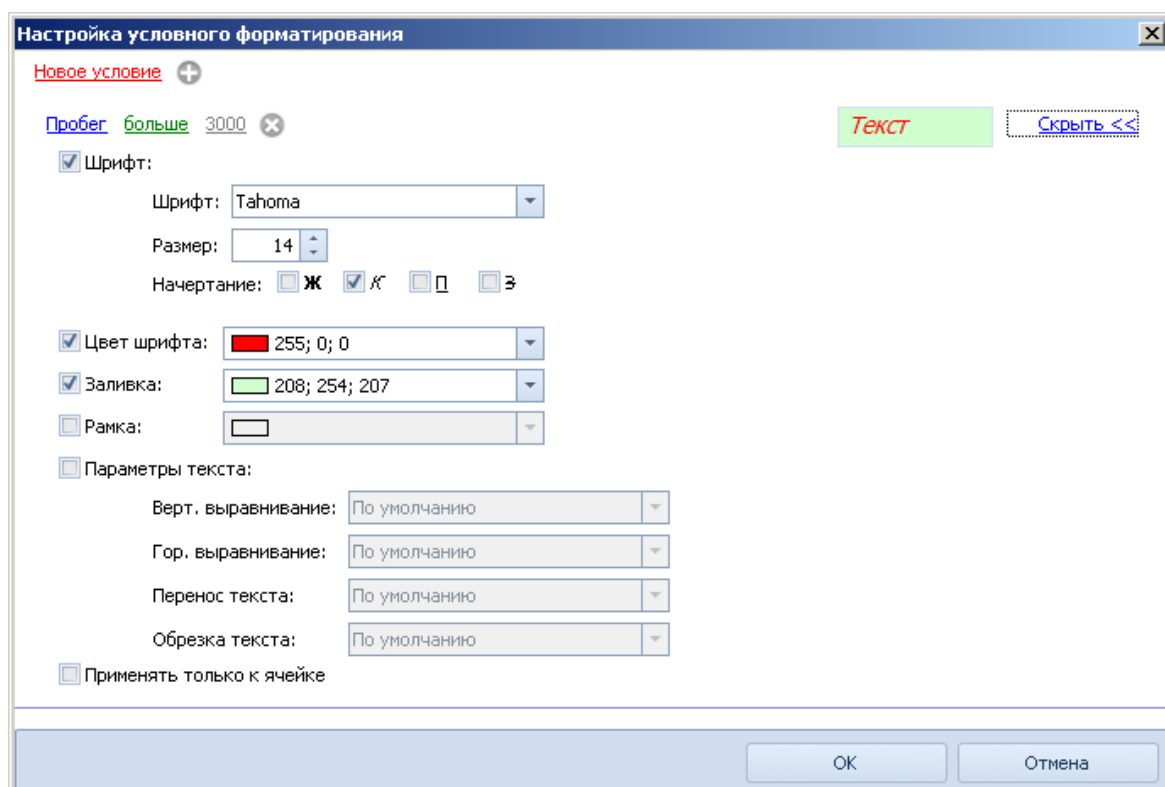 Настройка условного форматирования
Новое условие
Пробег больше 3000 Текст Скрыть <<
Шрифт:
Шрифт: Tahoma
Размер: 14
Начертание: Ж К П З
Цвет шрифта: 255; 0; 0
Заливка: 208; 254; 207
Рамка:
Параметры текста:
Верт. выравнивание: По умолчанию
Гор. выравнивание: По умолчанию
Перенос текста: По умолчанию
Обрезка текста: По умолчанию
Применять только к ячейке
ОК Отмена